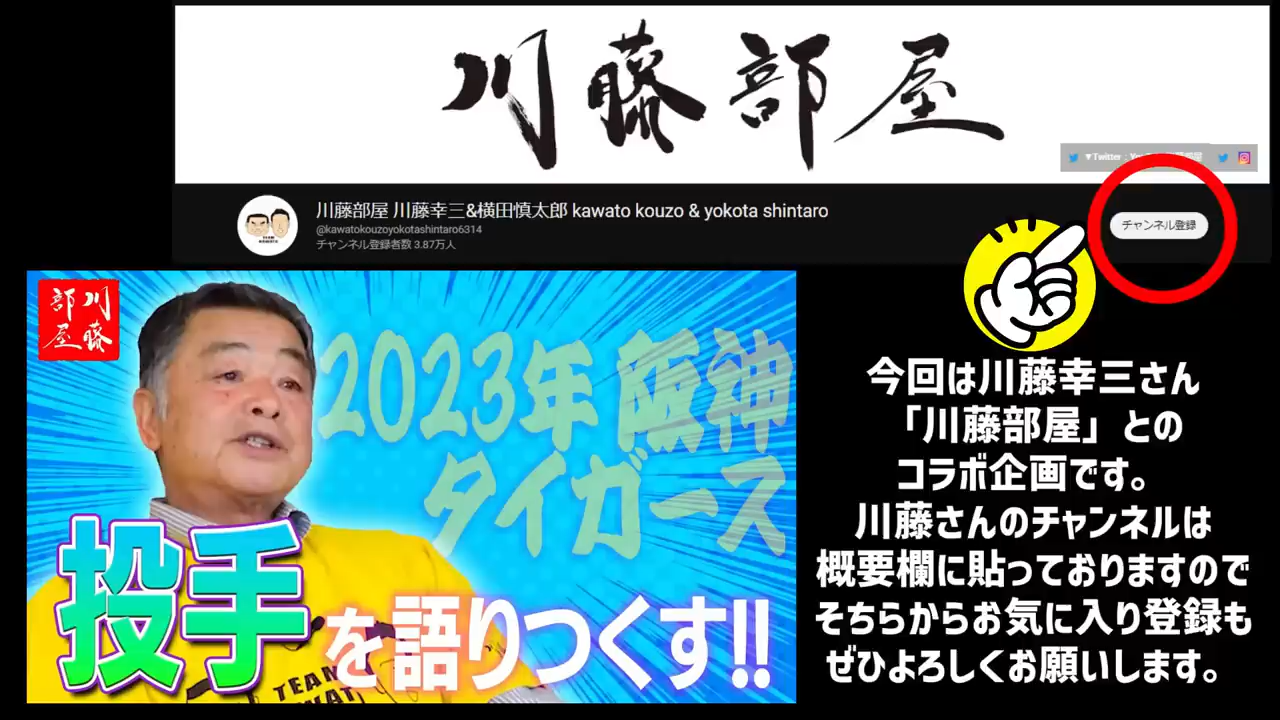 川藤部屋
▼Twitter：
川藤部屋 川藤幸三&横田慎太郎 kawato kouzo & yokota shintaro
@kawatokouzoyokotashintaro6314
チャンネル登録者数 3.87万人
チャンネル登録
川藤
部屋
2023年 阪神
タイガース
投手を語りつくす!!
TEAM
今回は川藤幸三さん
「川藤部屋」との
コラボ企画です。
川藤さんのチャンネルは
概要欄に貼っておりますので
そちらからお気に入り登録も
ぜひよろしくお願いします。